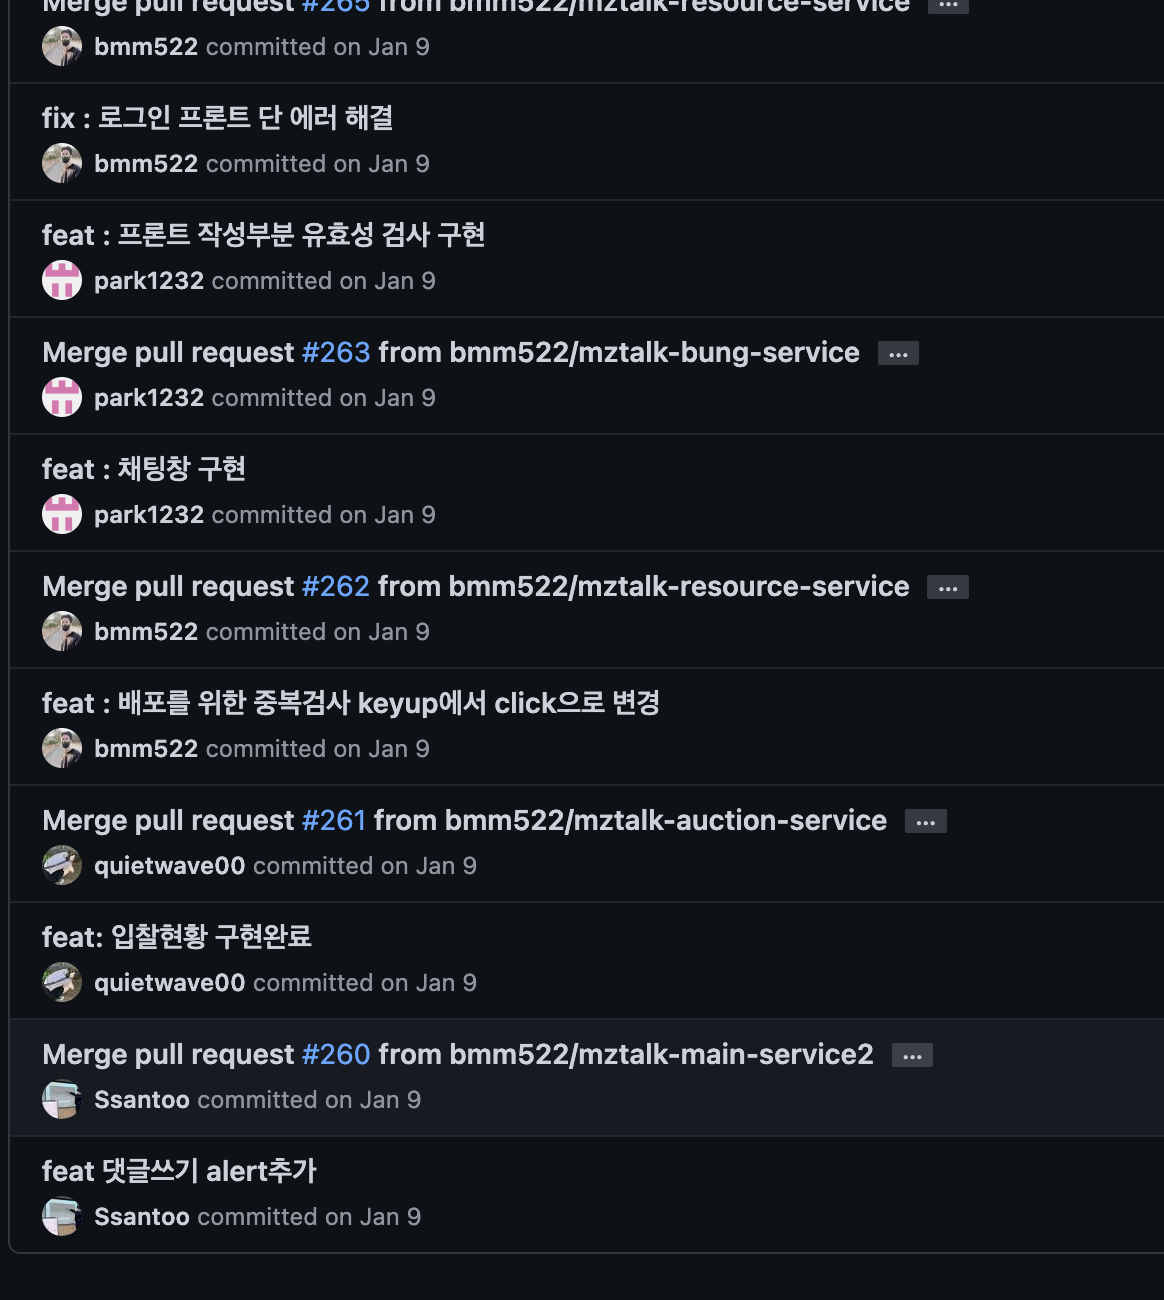 Merge pull request #265 from bmm522/mztalk-resource-service ...
bmm522 committed on Jan 9
fix : 로그인 프론트 단 에러 해결
bmm522 committed on Jan 9
feat : 프론트 작성부분 유효성 검사 구현
park1232 committed on Jan 9
Merge pull request #263 from bmm522/mztalk-bung-service ...
park1232 committed on Jan 9
feat : 채팅창 구현
park1232 committed on Jan 9
Merge pull request #262 from bmm522/mztalk-resource-service ...
bmm522 committed on Jan 9
feat : 배포를 위한 중복검사 keyup에서 click으로 변경
bmm522 committed on Jan 9
Merge pull request #261 from bmm522/mztalk-auction-service ...
quietwave00 committed on Jan 9
feat: 입찰현황 구현완료
quietwave00 committed on Jan 9
Merge pull request #260 from bmm522/mztalk-main-service2 ...
Ssantoo committed on Jan 9
feat 댓글쓰기 alert추가
Ssantoo committed on Jan 9